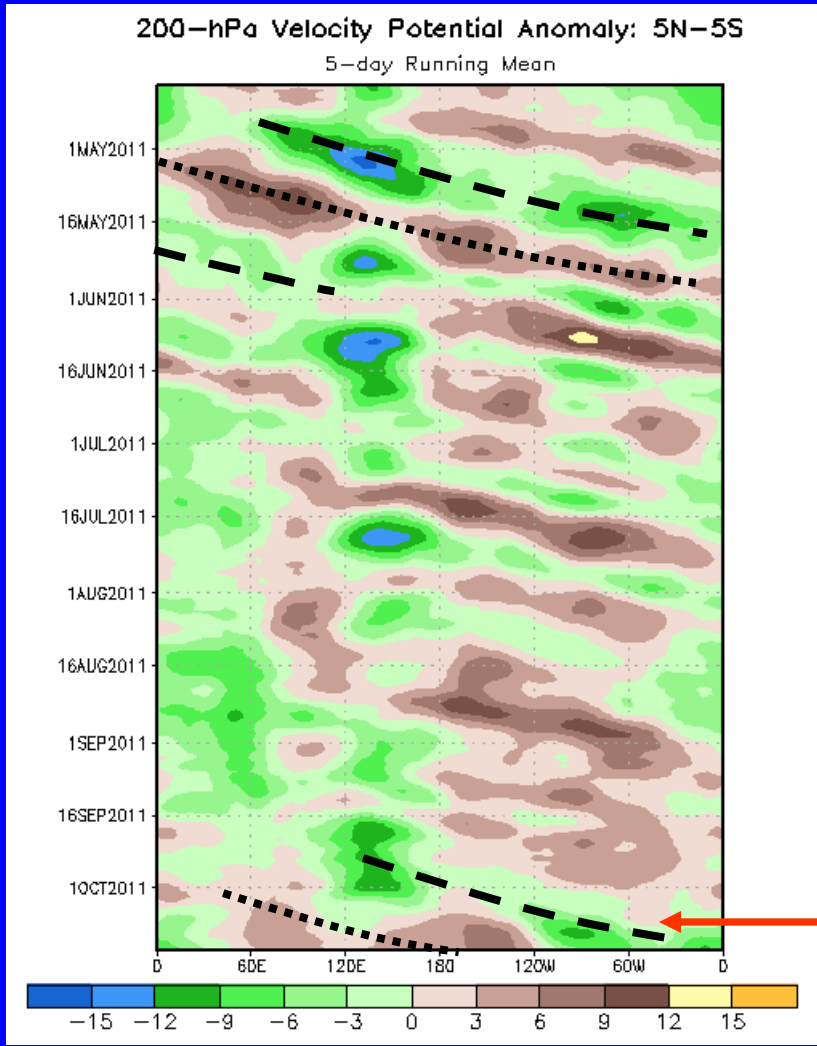 200-hPa Velocity Potential Anomaly: 5N-5S
5-day Running Mean
1MAY2011
16MAY2011
1JUN2011
16JUN2011
1JUL2011
16JUL2011
1AUG2011
16AUG2011
1SEP2011
16SEP2011
1OCT2011
0 60E 120E 180 120W 60W 0
-15 -12 -9 -6 -3 0 3 6 9 12 15